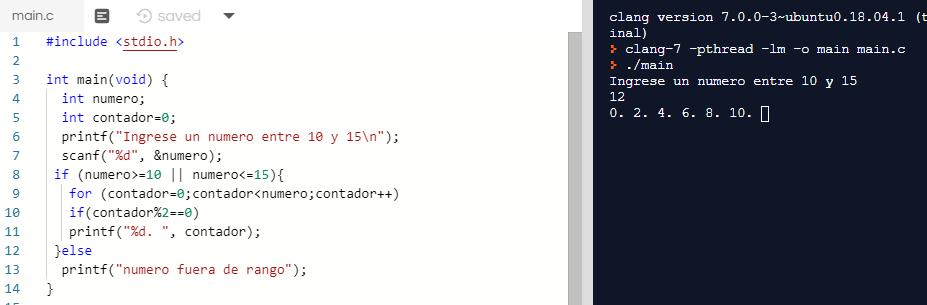 main.c saved
1 #include <stdio.h>
2
3 int main(void) {
4 int numero;
5 int contador=0;
6 printf("Ingrese un numero entre 10 y 15\n");
7 scanf("%d", &numero);
8 if (numero>=10 || numero<=15){
9 for (contador=0;contador<numero;contador++)
10 if(contador%2==0)
11 printf("%d. ", contador);
12 }else
13 printf("numero fuera de rango");
14 }
clang version 7.0.0-3~ubuntu0.18.04.1 (t
inal)
> clang-7 -pthread -lm -o main main.c
> ./main
Ingrese un numero entre 10 y 15
12
0. 2. 4. 6. 8. 10.